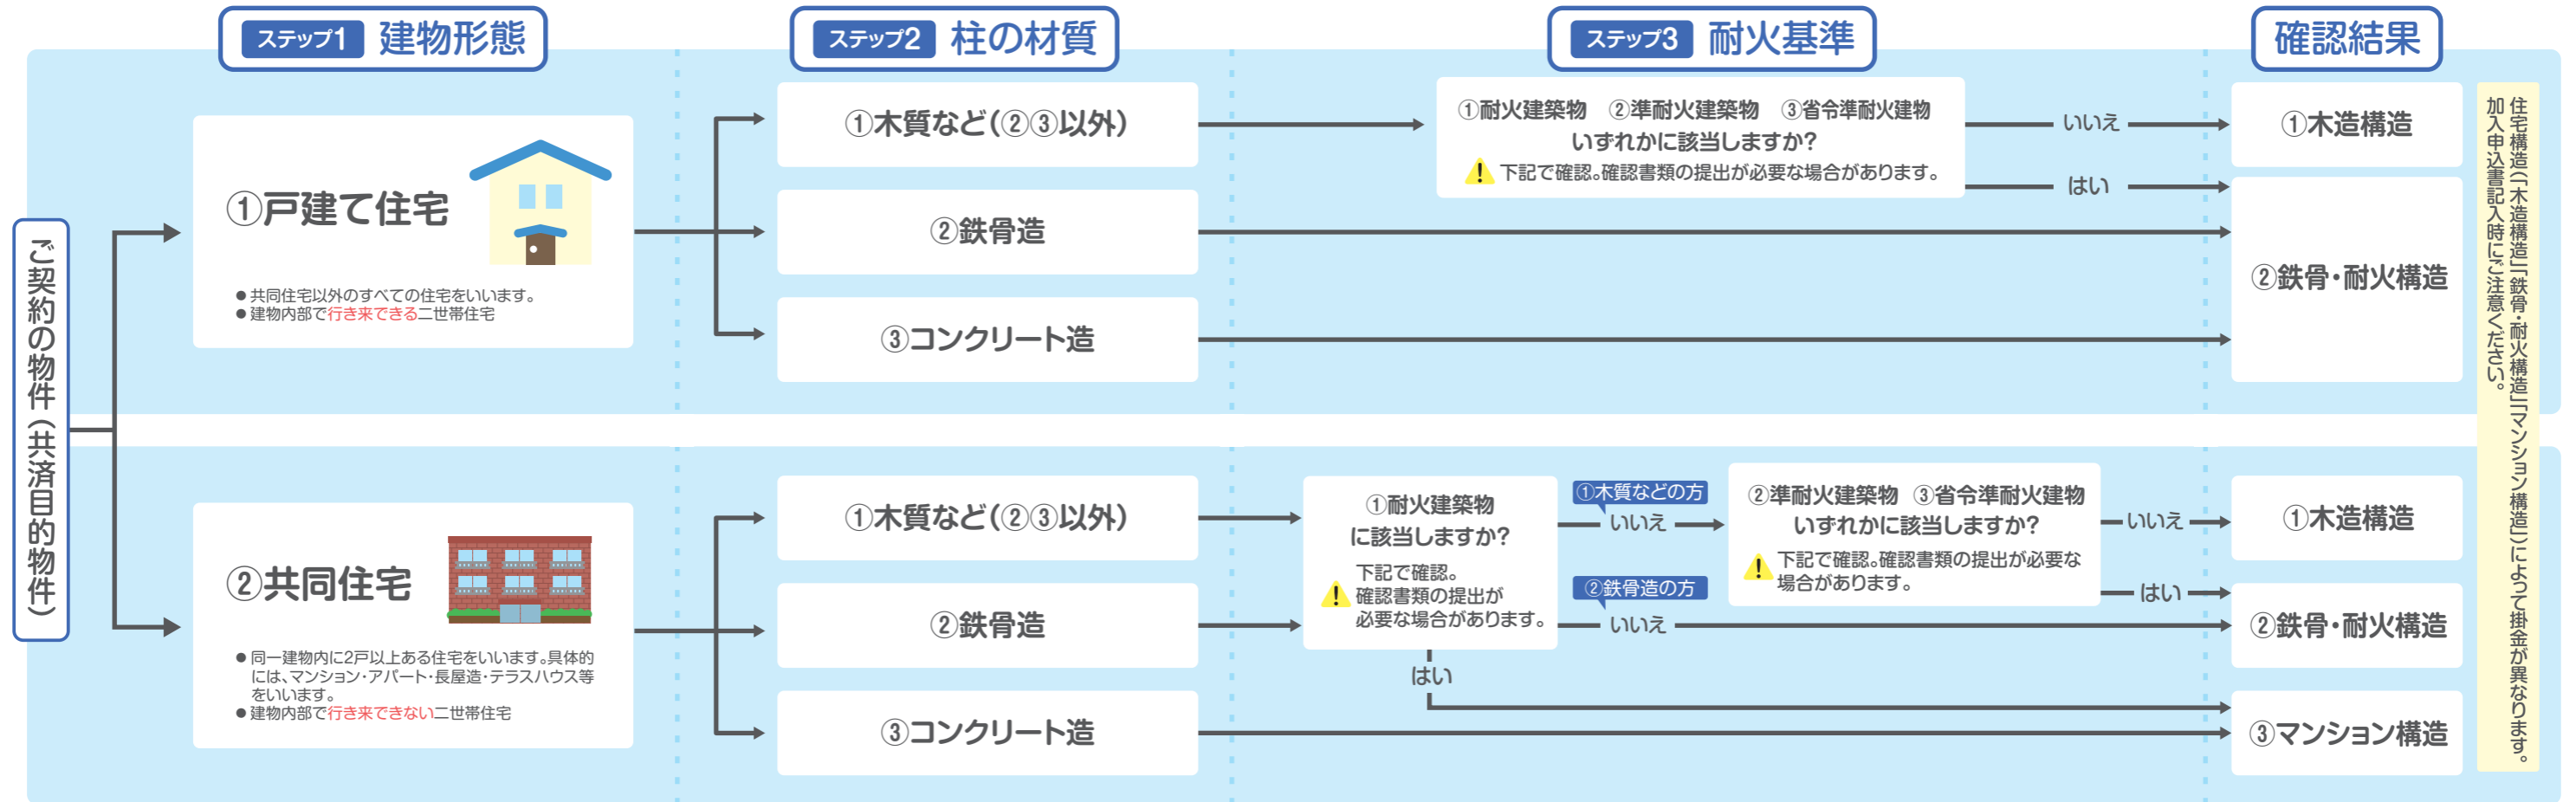 ステップ1 建物形態
ステップ2 柱の材質
ステップ3 耐火基準
確認結果
ご契約の物件（共済目的物件）
①戸建て住宅
●共同住宅以外のすべての住宅をいいます。
●建物内部で行き来できる二世帯住宅
①木質など(②③以外)
②鉄骨造
③コンクリート造
①耐火建築物 ②準耐火建築物 ③省令準耐火建物
いずれかに該当しますか?
下記で確認。確認書類の提出が必要な場合があります。
いいえ
はい
①木造構造
②鉄骨・耐火構造
②共同住宅
●同一建物内に2戸以上ある住宅をいいます。具体的
には、マンション・アパート・長屋造・テラスハウス等
をいいます。
●建物内部で行き来できない二世帯住宅
①木質など(②③以外)
②鉄骨造
③コンクリート造
①耐火建築物
に該当しますか?
下記で確認。
確認書類の提出が
必要な場合があります。
①木質などの方
いいえ
②鉄骨造の方
いいえ
はい
②準耐火建築物 ③省令準耐火建物
いずれかに該当しますか?
下記で確認。確認書類の提出が必要な
場合があります。
いいえ
はい
①木造構造
②鉄骨・耐火構造
③マンション構造
住宅構造(「木造構造」「鉄骨・耐火構造」「マンション構造」)によって掛金が異なります。
加入申込書記入時にご注意ください。